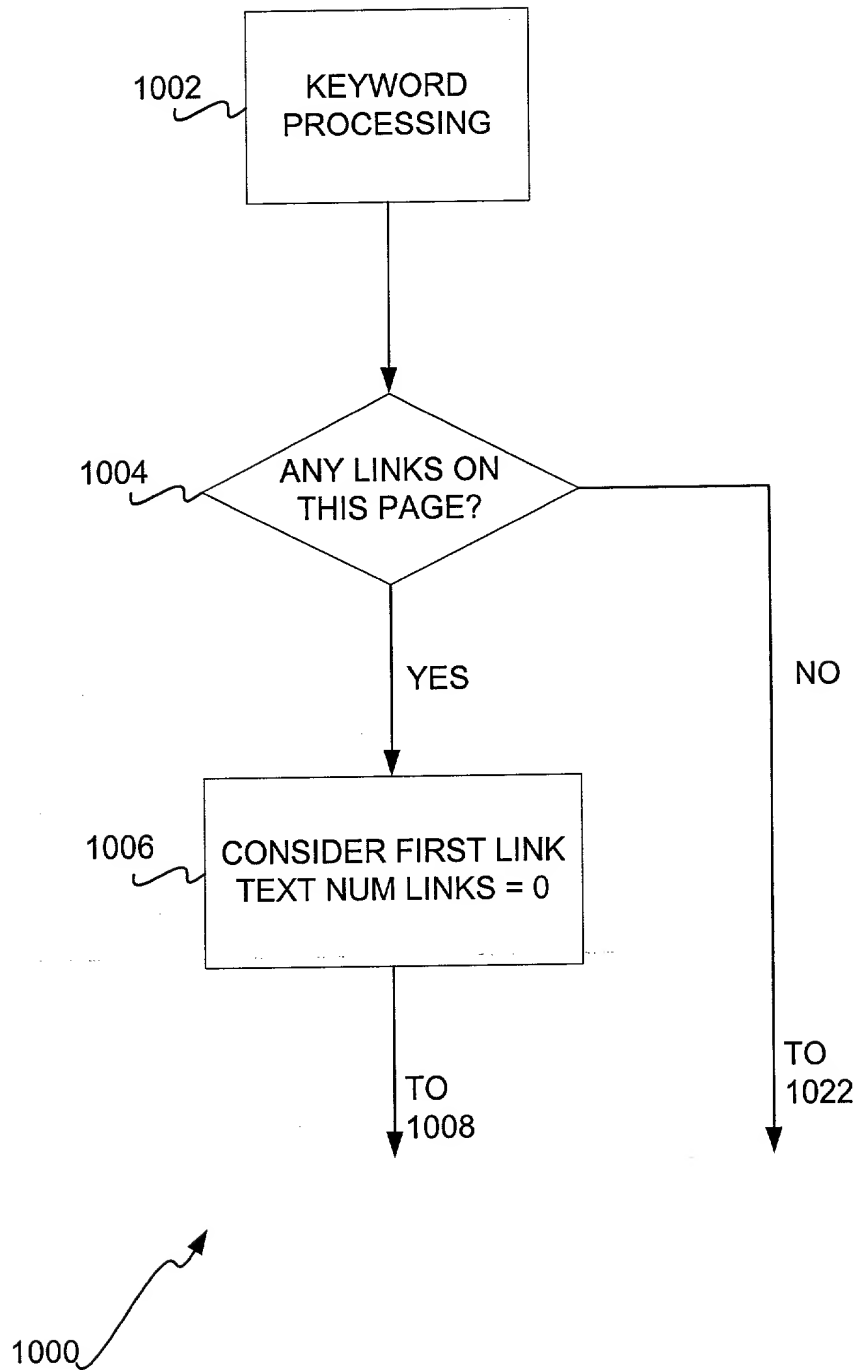 1002
KEYWORD
PROCESSING
1004
ANY LINKS ON
THIS PAGE?
YES
NO
1006
CONSIDER FIRST LINK
TEXT NUM LINKS = 0
TO
1008
TO
1022
1000